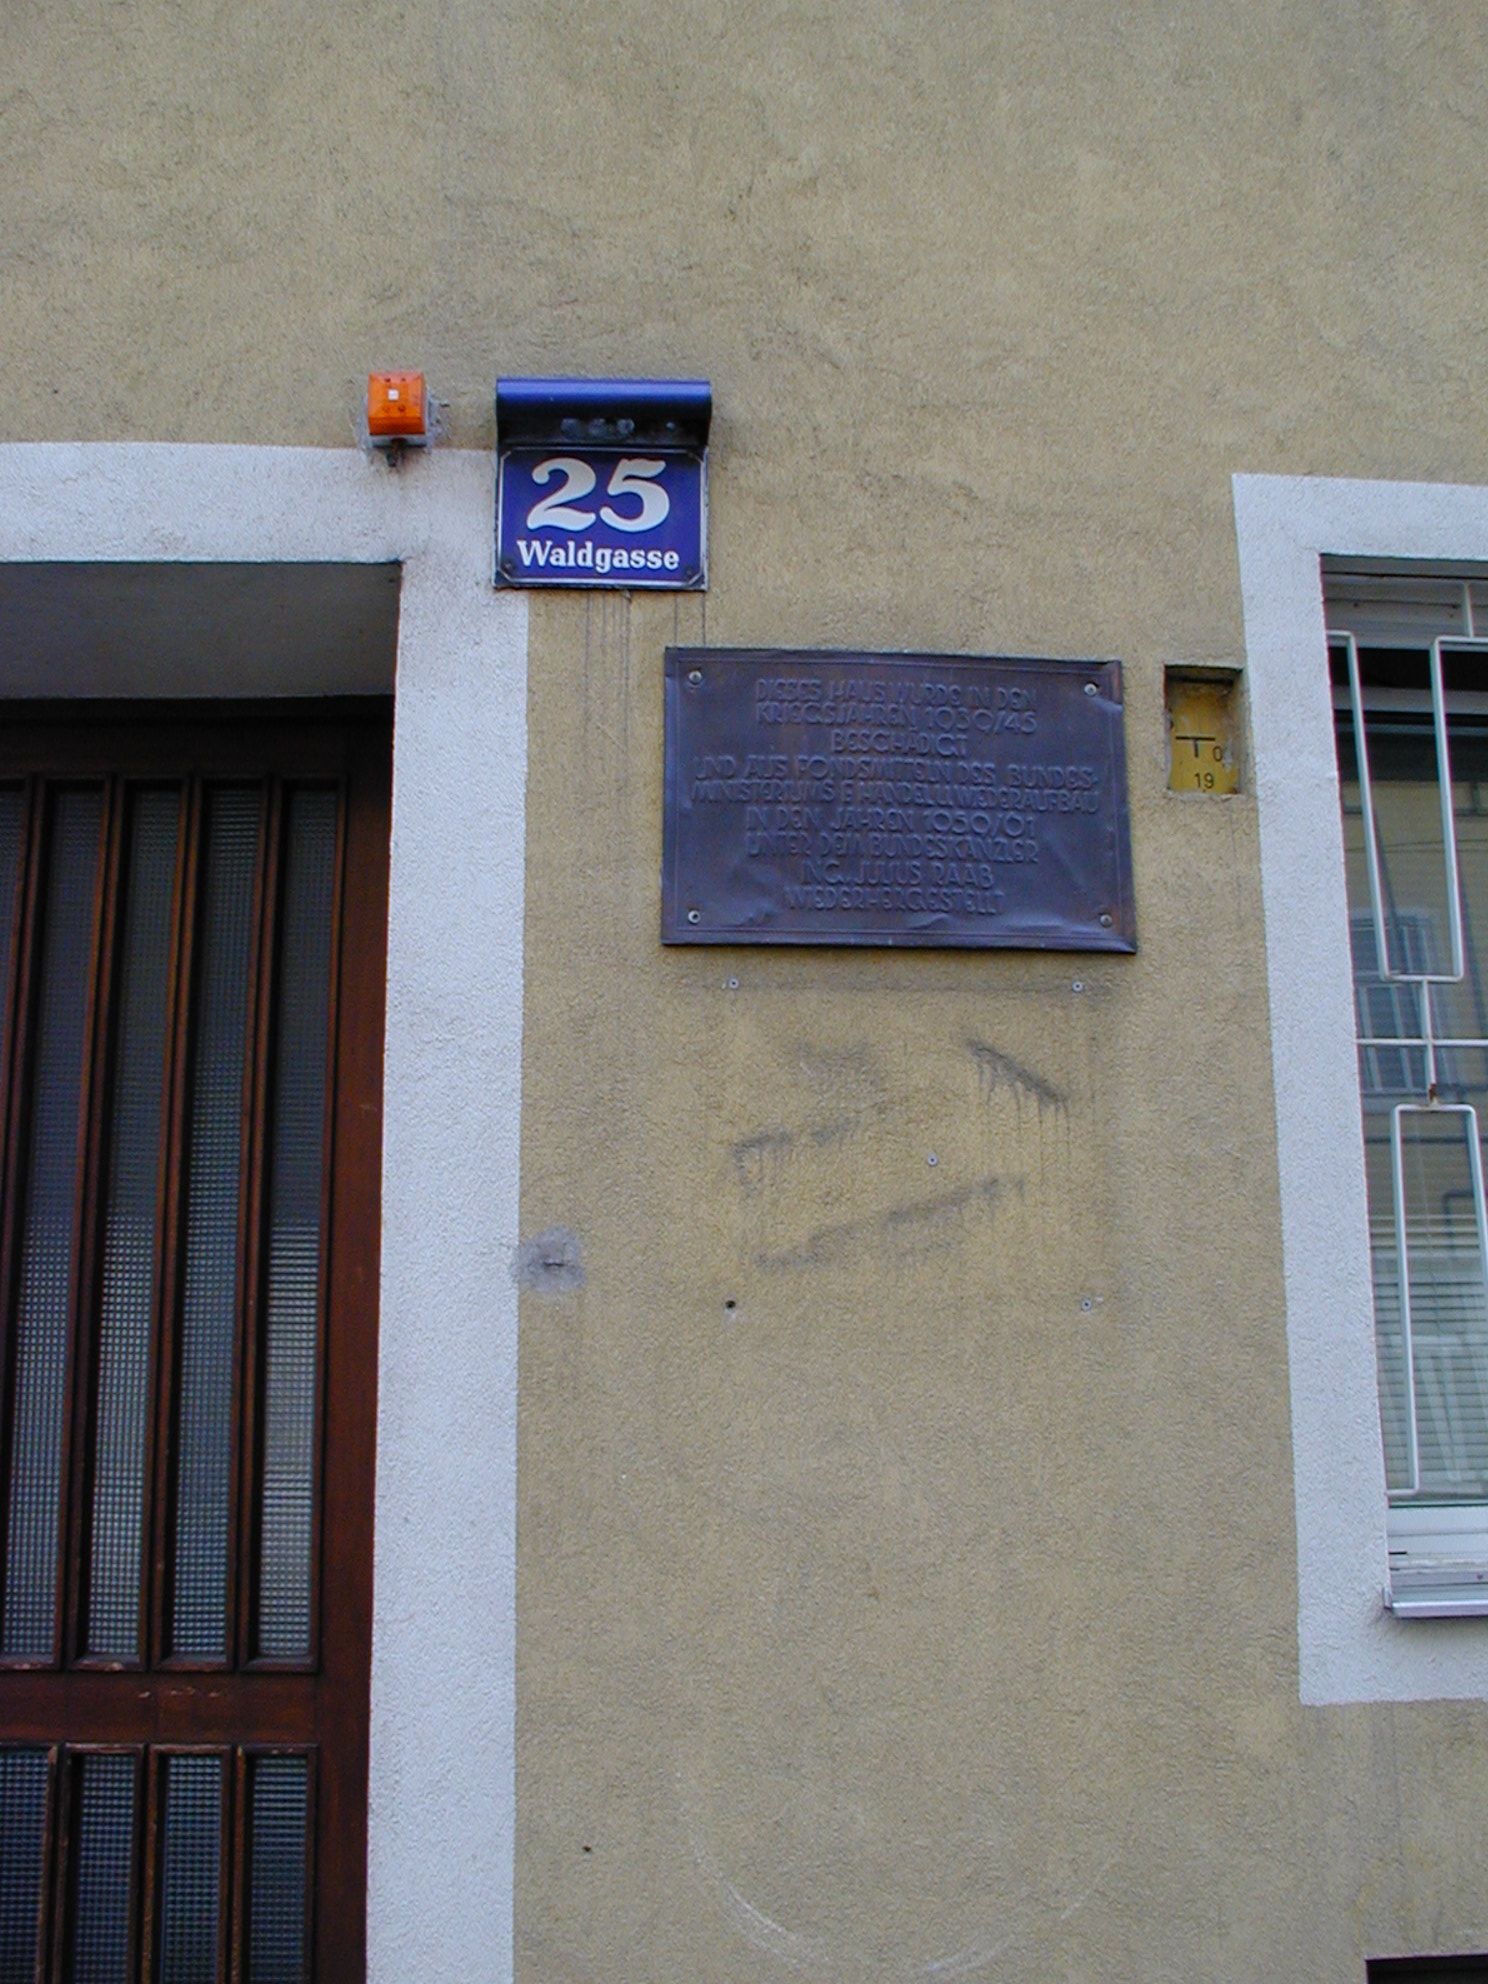 25
Waldgasse
DIESES HAUS WURDE IN DEN
KRIEGSJAHREN 1939/45
BESCHÄDIGT
UND AUS FONDSMITTELN DES BUNDES-
MINISTERIUMS F. HANDEL U. WIEDERAUFBAU
IN DEN JAHREN 1950/61
UNTER DEM BUNDESKANZLER
ING. JULIUS RAAB
WIEDERHERGESTELLT
T 0
19